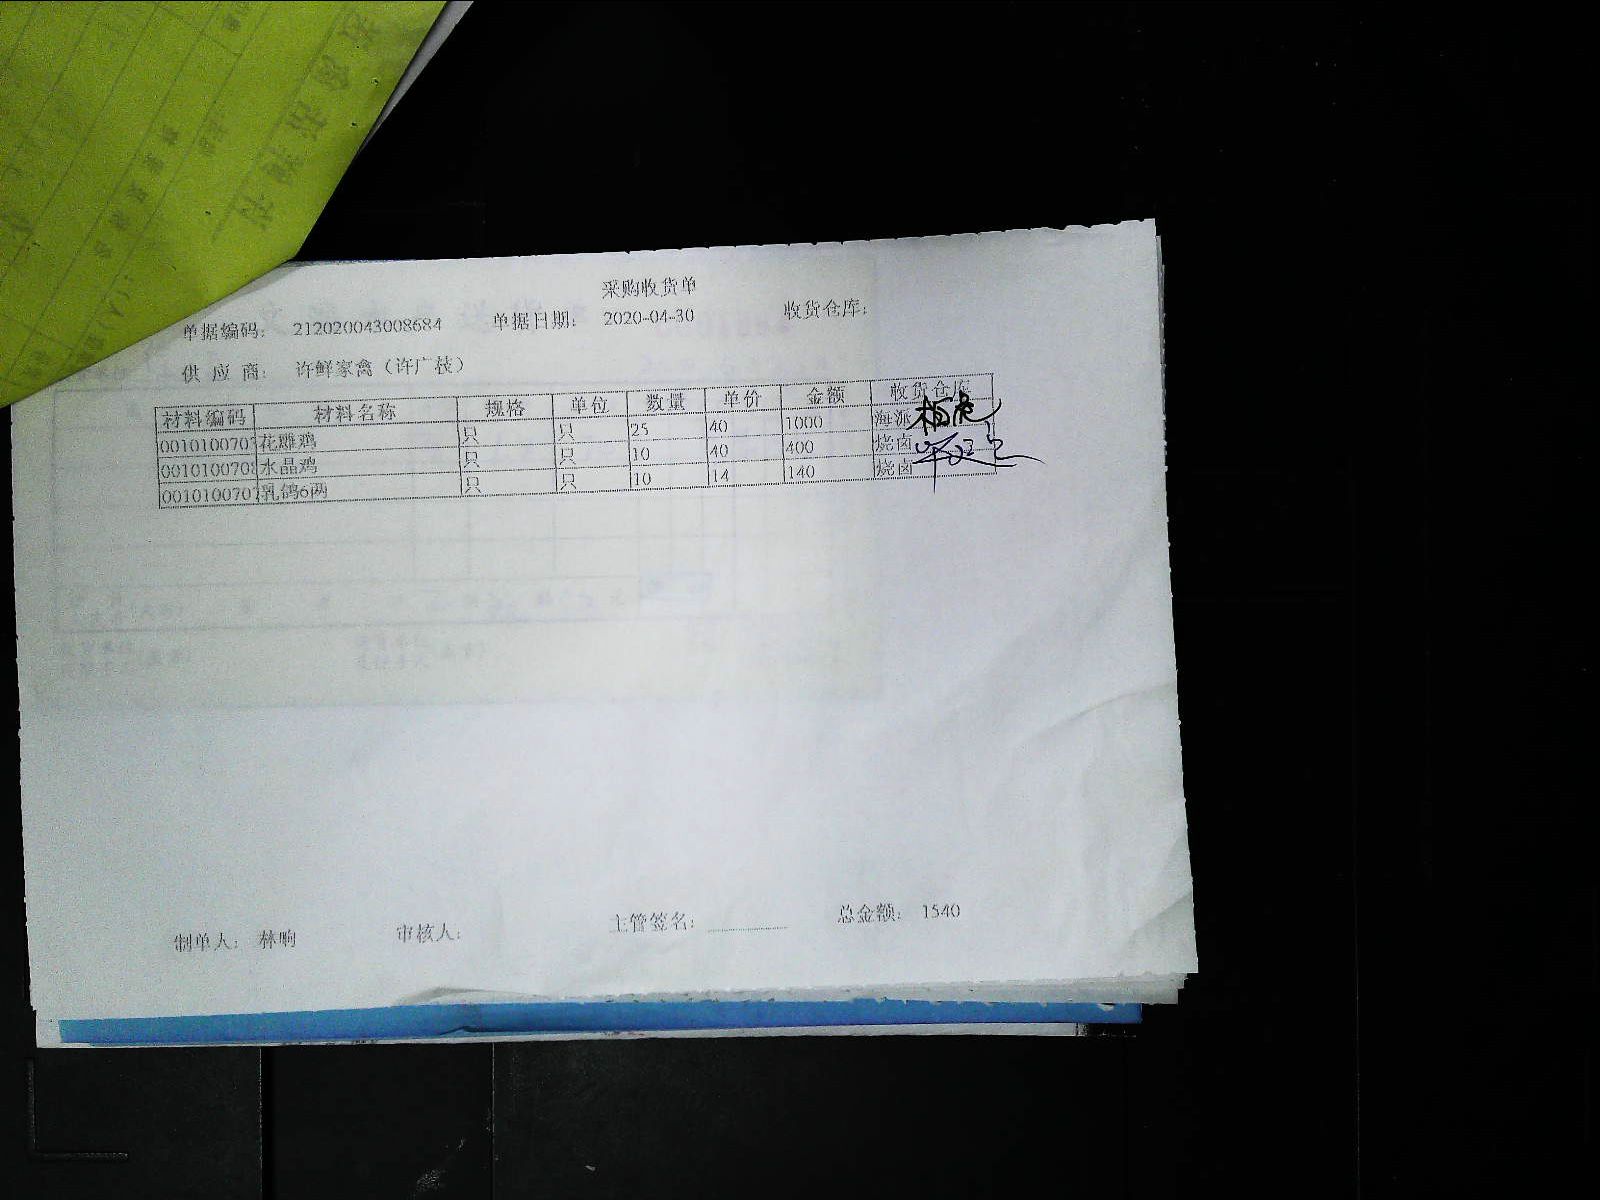 采购收货单
单据编码： 212020043008684 单据日期： 2020-04-30 收货仓库：
供 应 商： 许鲜家禽（许广枝）
材料编码 材料名称 规格 单位 数量 单价 金额 收货仓库
0010100707 花雕鸡 只 只 25 40 1000 海派
0010100708 水晶鸡 只 只 10 40 400 烧卤
0010100707 乳鸽6两 只 只 10 14 140 烧卤
制单人： 林响 审核人： 主管签名： 总金额： 1540